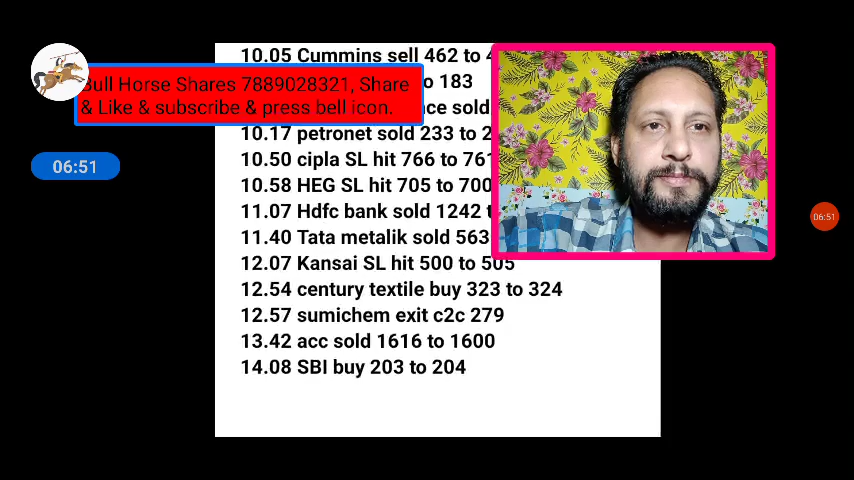 10.05 Cummins sell 462 to
to 183
Bull Horse Shares 7889028321, Share
& Like & subscribe & press bell icon.
sold
10.17 petronet sold 233 to
10.50 cipla SL hit 766 to 761
10.58 HEG SL hit 705 to 700
11.07 Hdfc bank sold 1242
11.40 Tata metalik sold 563
12.07 Kansai SL hit 500 to 505
12.54 century textile buy 323 to 324
12.57 sumichem exit c2c 279
13.42 acc sold 1616 to 1600
14.08 SBI buy 203 to 204
06:51
06:51